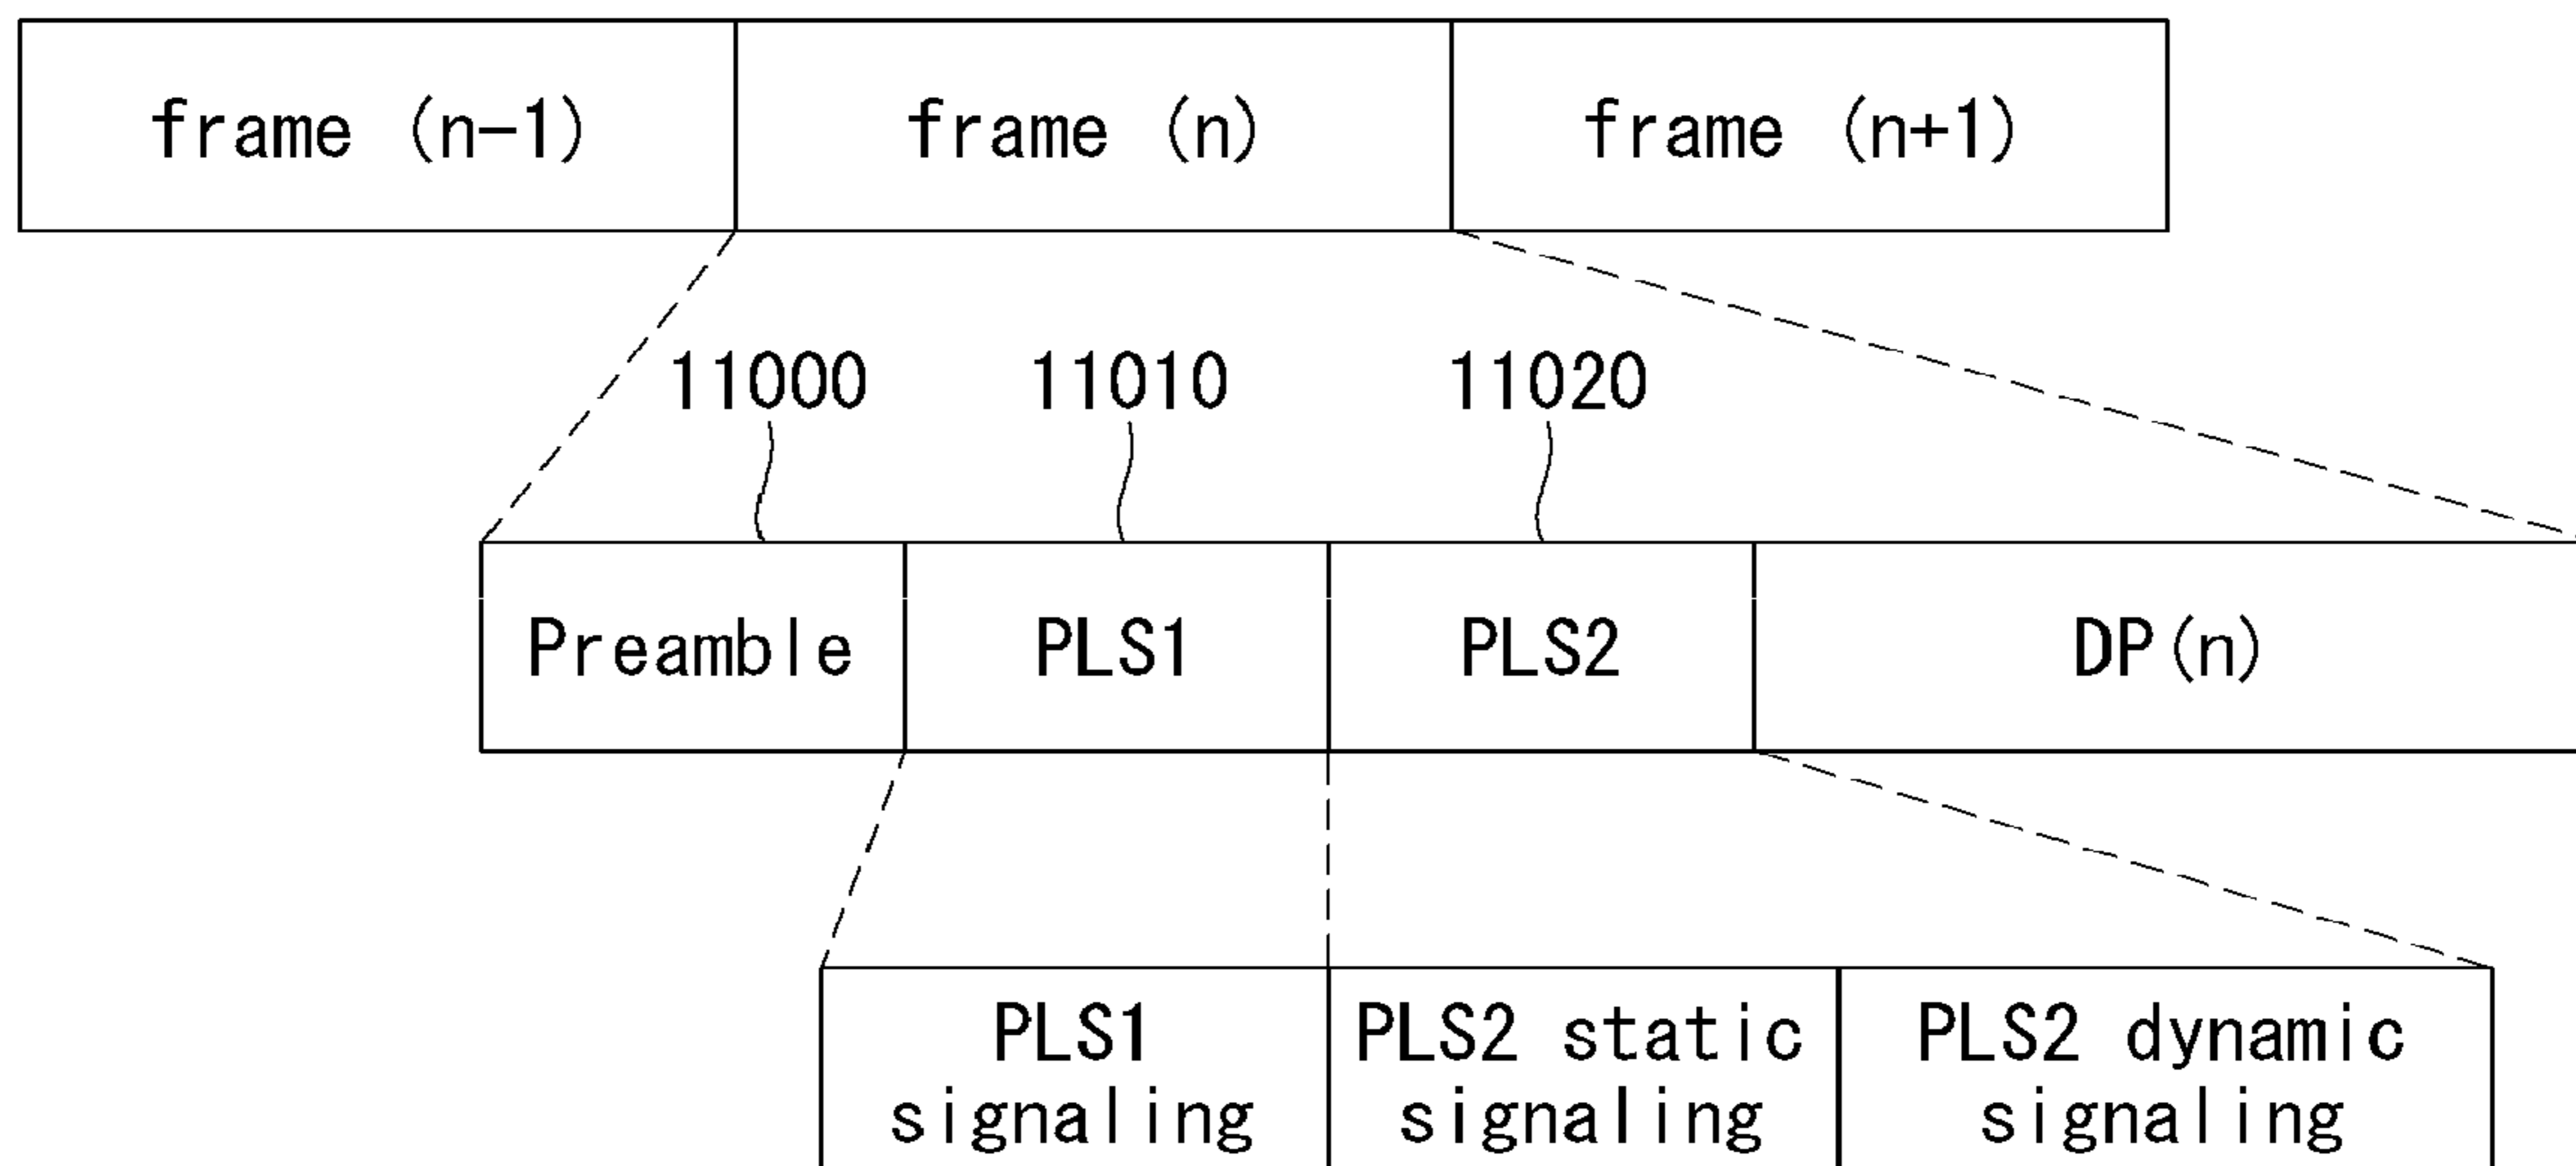 frame (n-1) frame (n) frame (n+1)
11000 11010 11020
Preamble PLS1 PLS2 DP(n)
PLS1 signaling
PLS2 static signaling
PLS2 dynamic signaling